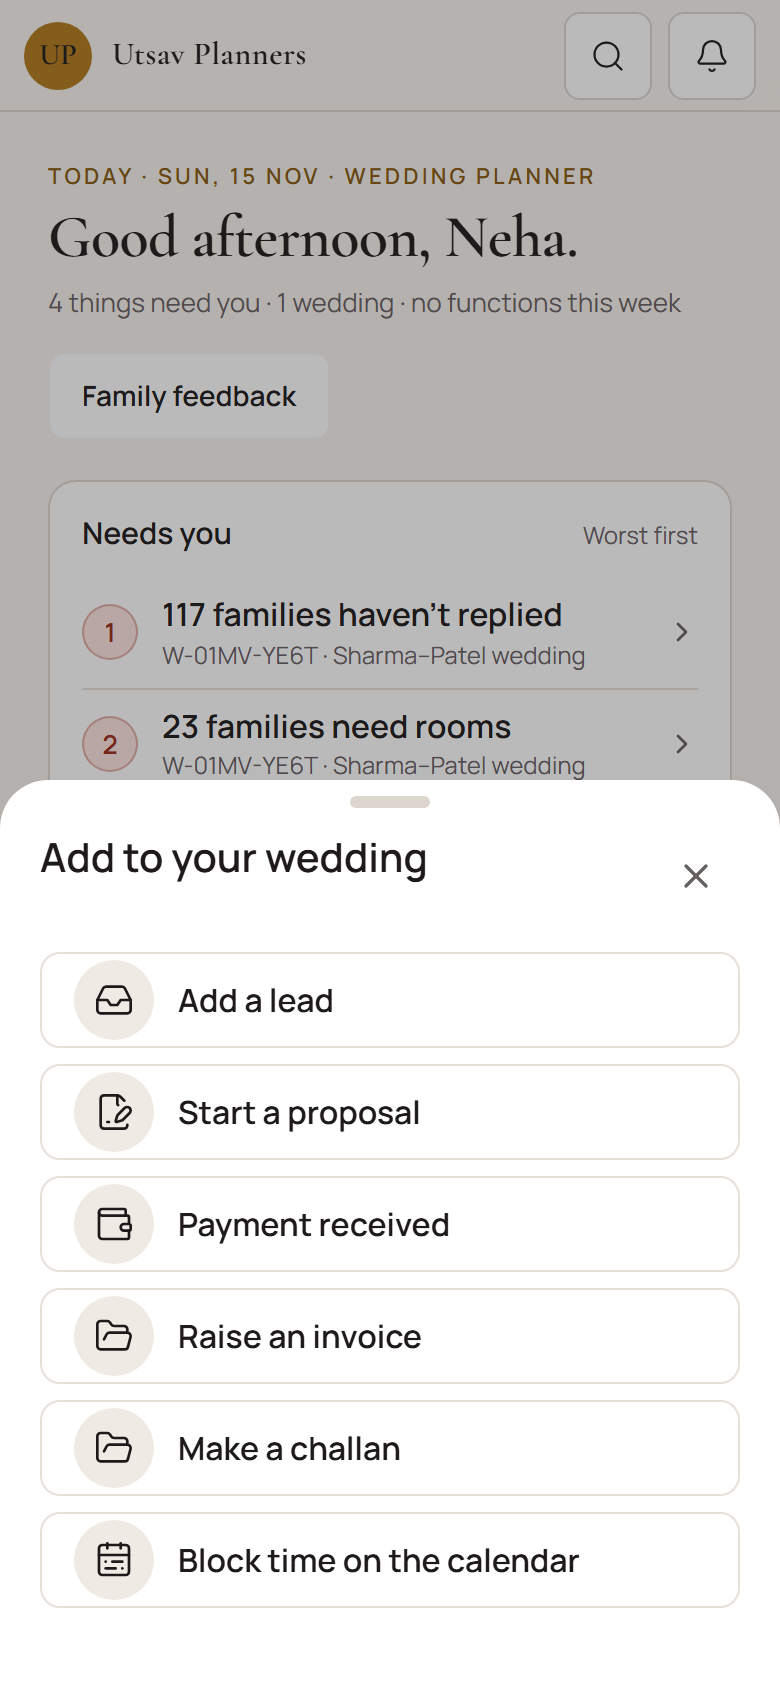 UP Utsav Planners
TODAY · SUN, 15 NOV · WEDDING PLANNER
Good afternoon, Neha.
4 things need you · 1 wedding · no functions this week
Family feedback
Needs you Worst first
1 117 families haven't replied
W-01MV-YE6T · Sharma–Patel wedding
2 23 families need rooms
W-01MV-YE6T · Sharma–Patel wedding
Add to your wedding
Add a lead
Start a proposal
Payment received
Raise an invoice
Make a challan
Block time on the calendar